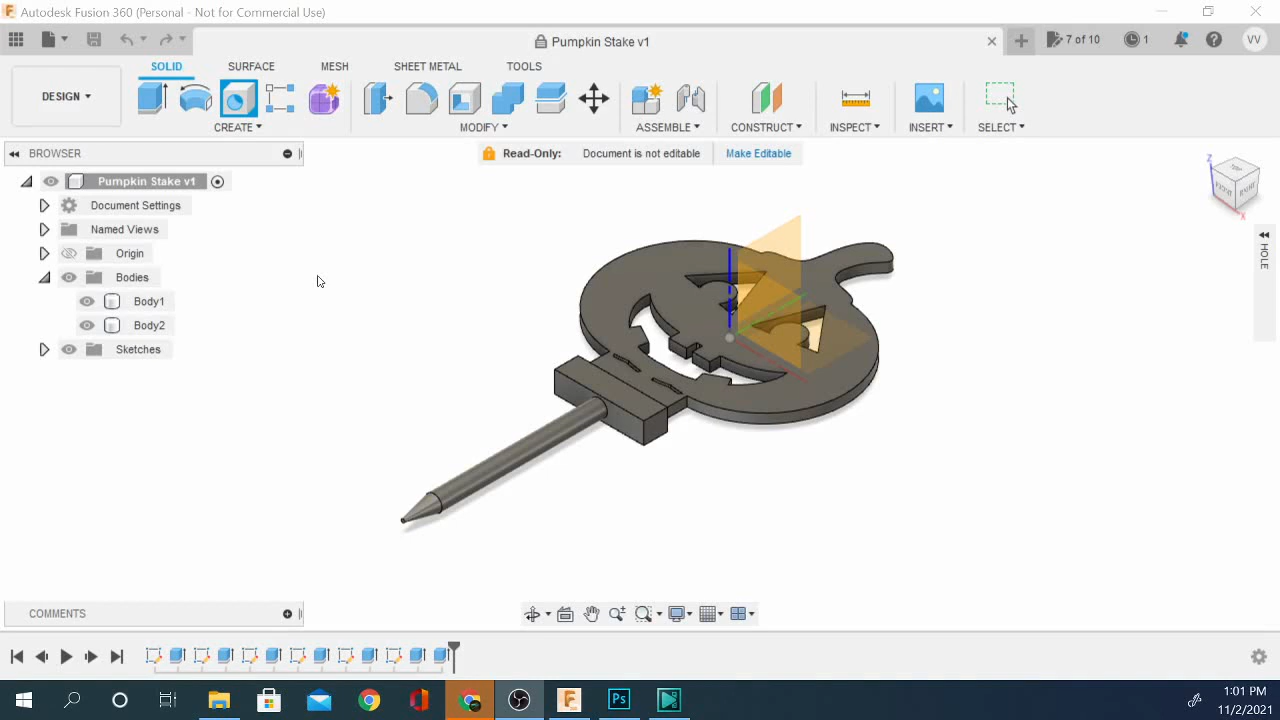 Autodesk Fusion 360 (Personal - Not for Commercial Use)
Pumpkin Stake v1
7 of 10
1
VV
DESIGN
SOLID
SURFACE
MESH
SHEET METAL
TOOLS
CREATE
MODIFY
ASSEMBLE
CONSTRUCT
INSPECT
INSERT
SELECT
BROWSER
Read-Only: Document is not editable Make Editable
Pumpkin Stake v1
Document Settings
Named Views
Origin
Bodies
Body1
Body2
Sketches
Z
FRONT
RIGHT
X
HOLE
COMMENTS
Ps
1:01 PM
11/2/2021